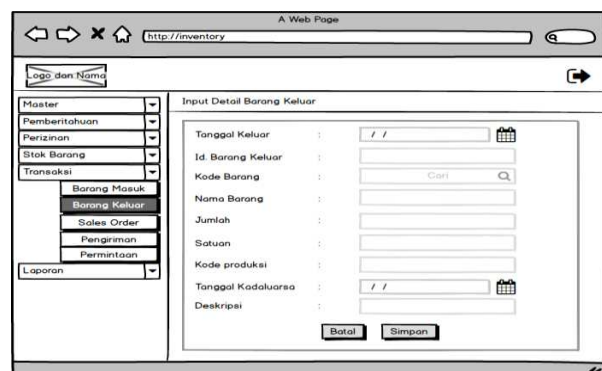 A Web Page
http://inventory
Logo dan Nama
Master
Pemberitahuan
Perizinan
Stok Barang
Transaksi
Barang Masuk
Barang Keluar
Sales Order
Pengiriman
Permintaan
Laporan
Input Detail Barang Keluar
Tanggal Keluar : / /
Id. Barang Keluar :
Kode Barang : Cari
Nama Barang :
Jumlah :
Satuan :
Kode produksi :
Tanggal Kadaluarsa : / /
Deskripsi :
Batal Simpan